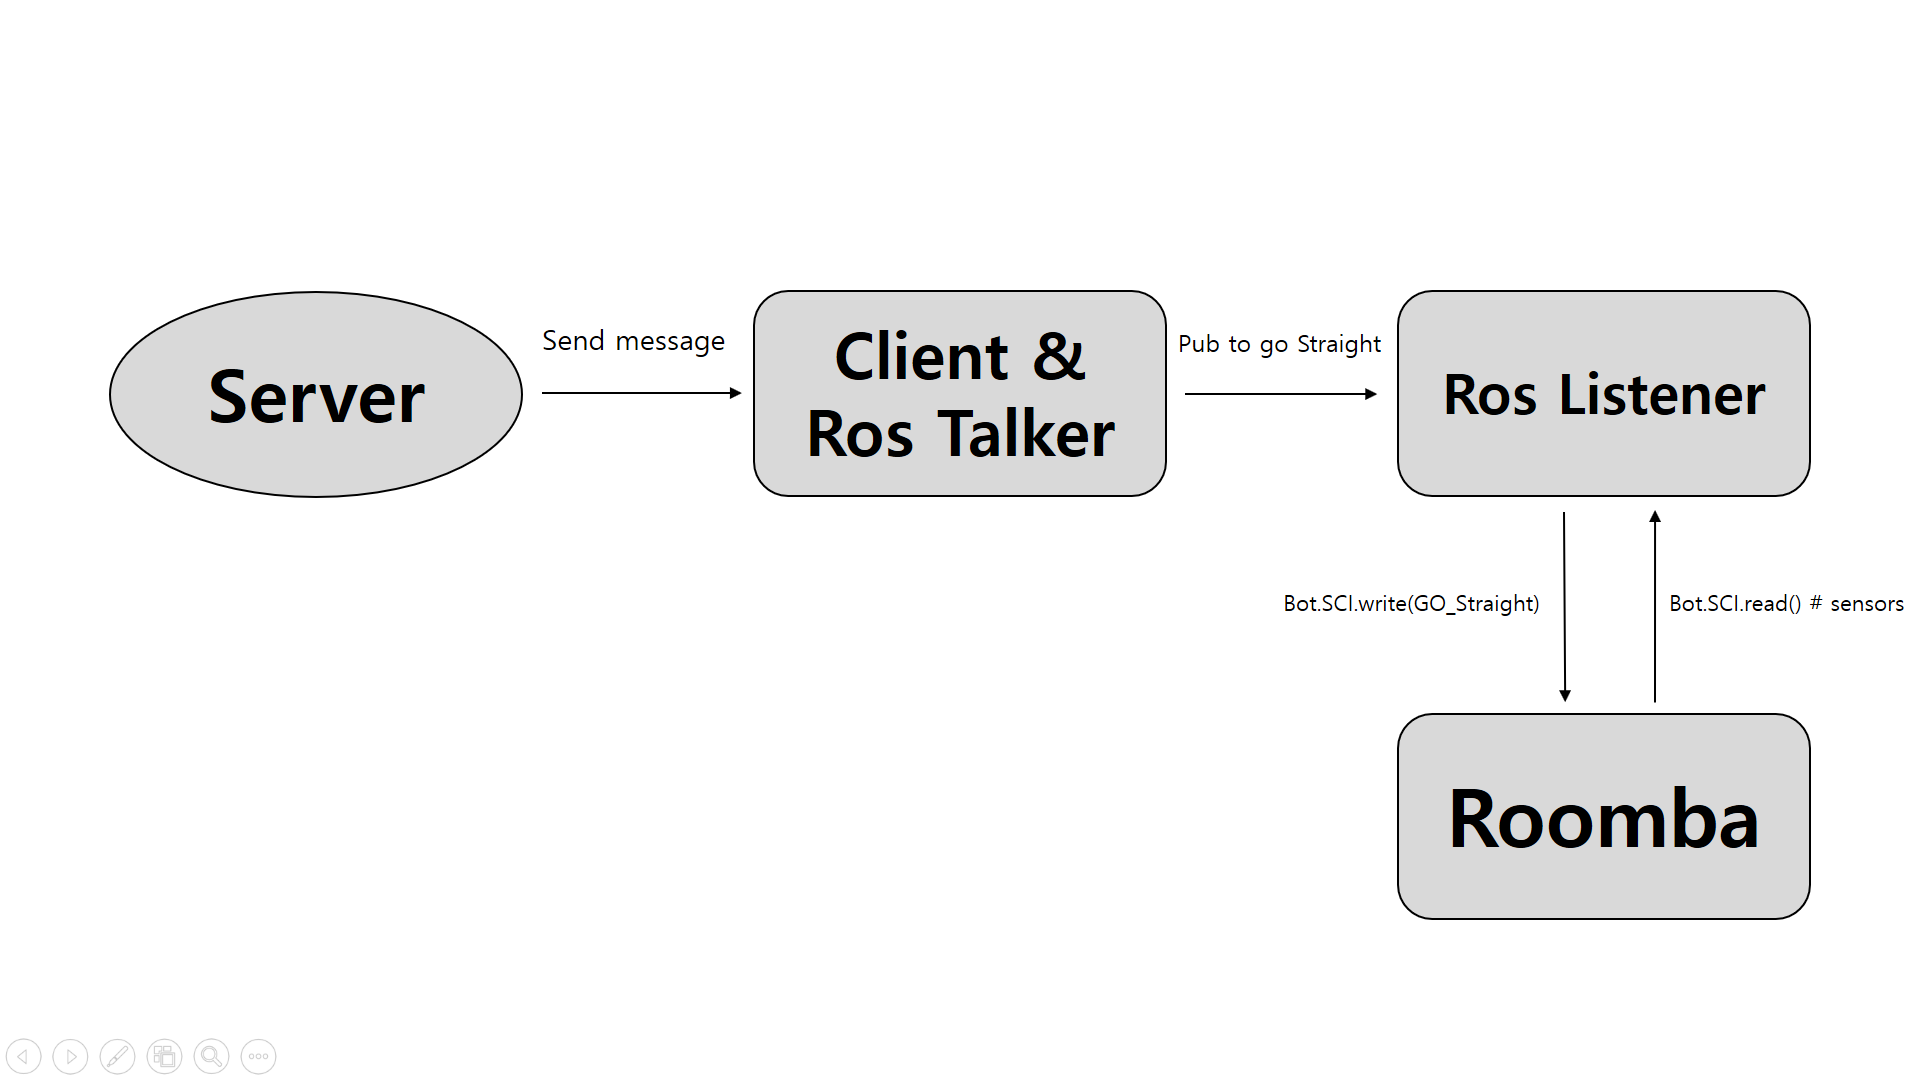 Server
Send message
Client &
Ros Talker
Pub to go Straight
Ros Listener
Bot.SCI.write(GO_Straight)
Bot.SCI.read() # sensors
Roomba